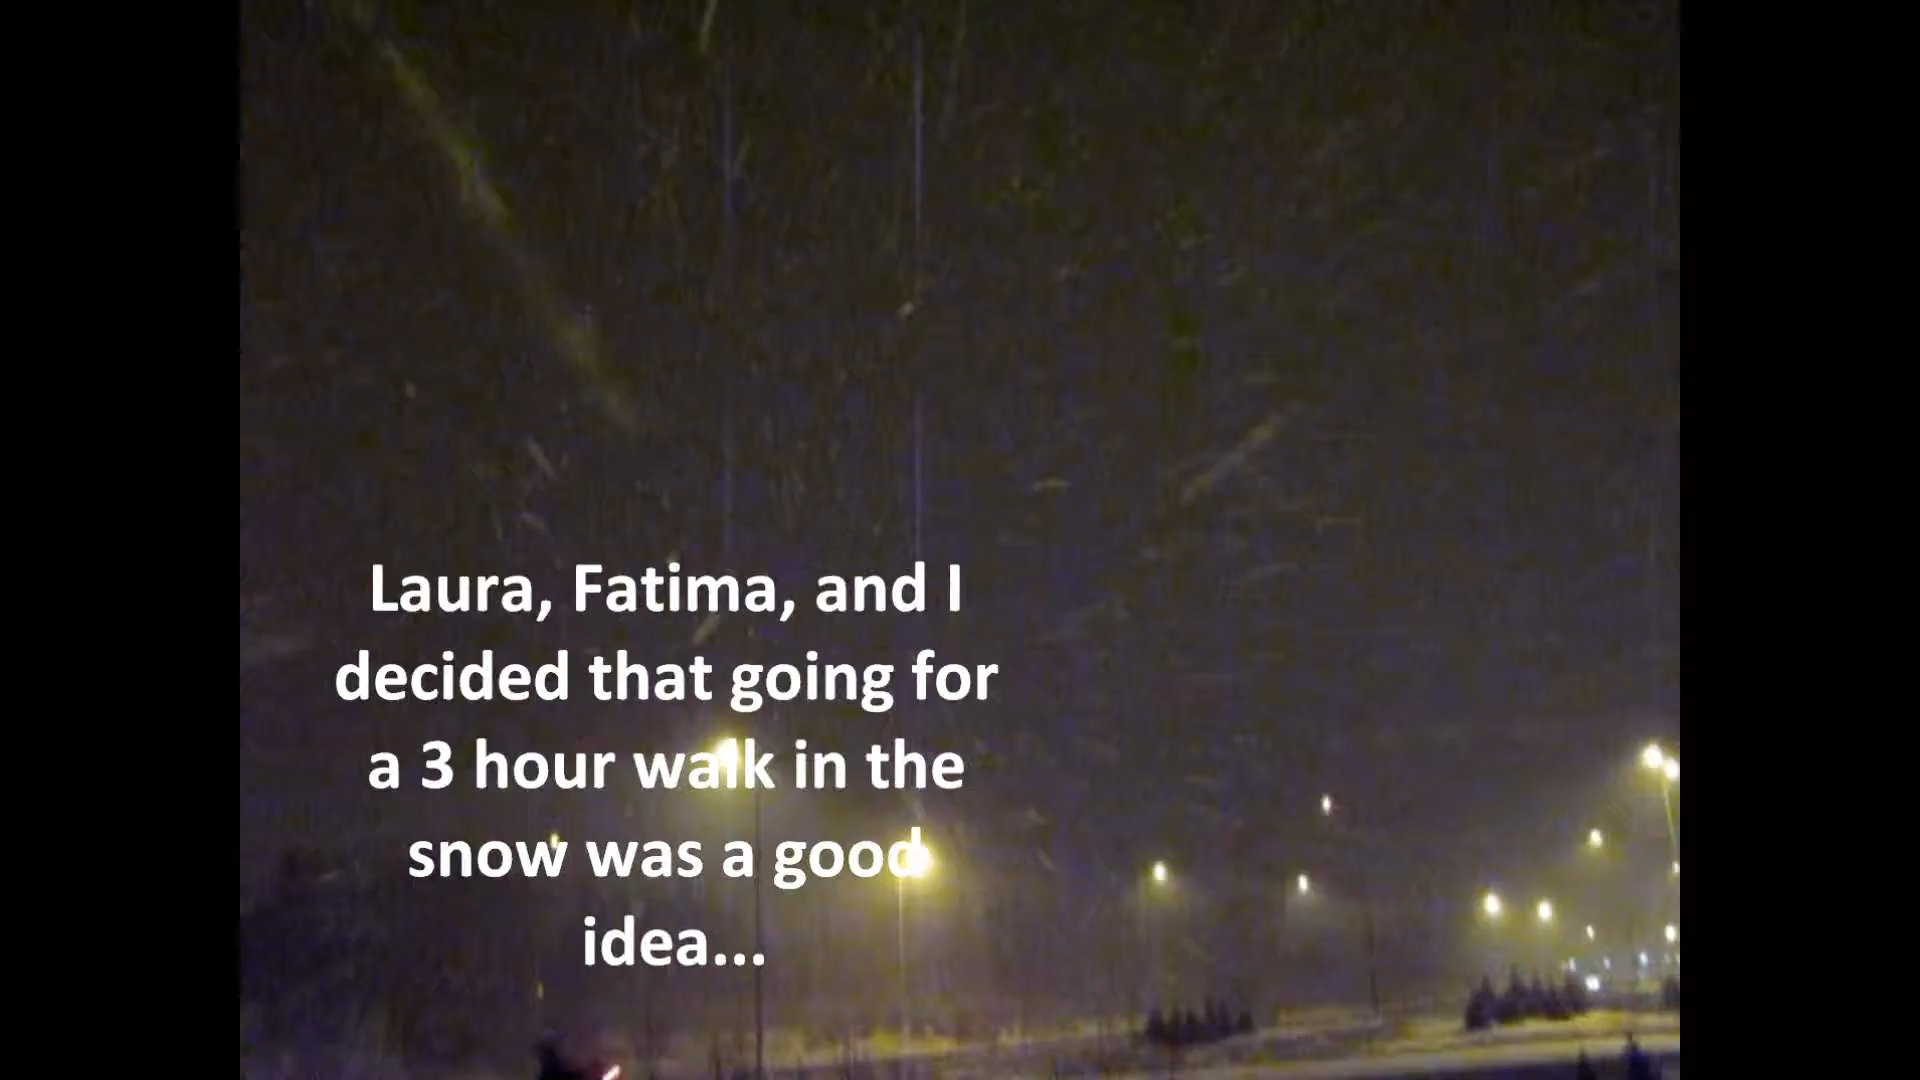 Laura, Fatima, and I
decided that going for
a 3 hour walk in the
snow was a good
idea...